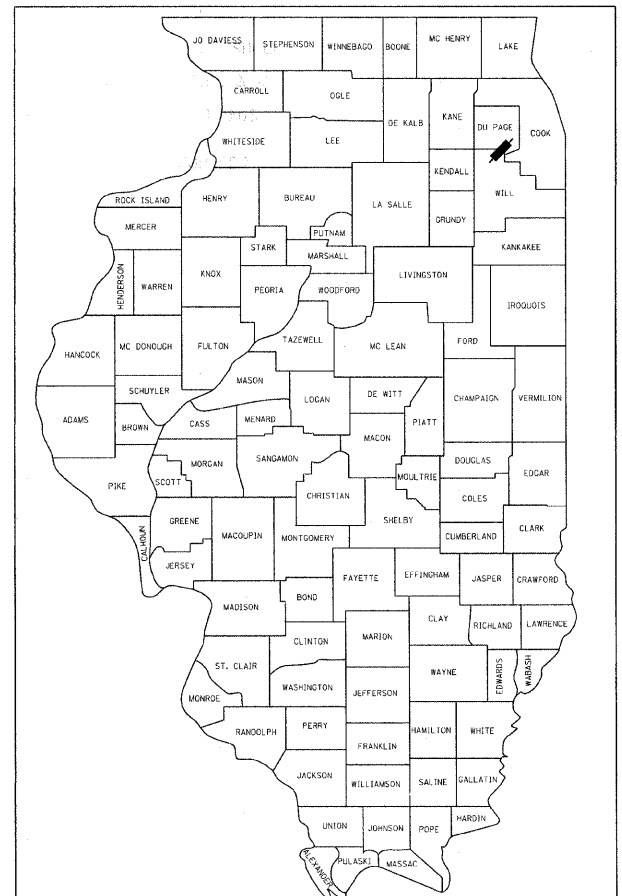 JO DAVIESS
STEPHENSON
WINNEBAGO
BOONE
MC HENRY
LAKE
CARROLL
OGLE
DE KALB
KANE
DU PAGE
COOK
WHITESIDE
LEE
KENDALL
WILL
ROCK ISLAND
HENRY
BUREAU
LA SALLE
GRUNDY
MERCER
PUTNAM
STARK
MARSHALL
KANKAKEE
HENDERSON
WARREN
KNOX
PEORIA
WOODFORD
LIVINGSTON
IROQUOIS
HANCOCK
MC DONOUGH
FULTON
TAZEWELL
MC LEAN
FORD
SCHUYLER
MASON
LOGAN
DE WITT
CHAMPAIGN
VERMILION
ADAMS
BROWN
CASS
MENARD
MACON
PIATT
PIKE
SCOTT
MORGAN
SANGAMON
CHRISTIAN
MOULTRIE
DOUGLAS
EDGAR
COLES
CALHOUN
GREENE
MACOUPIN
MONTGOMERY
SHELBY
CUMBERLAND
CLARK
JERSEY
FAYETTE
EFFINGHAM
JASPER
CRAWFORD
MADISON
BOND
CLAY
RICHLAND
LAWRENCE
CLINTON
MARION
ST. CLAIR
WAYNE
EDWARDS
WABASH
MONROE
WASHINGTON
JEFFERSON
RANDOLPH
PERRY
HAMILTON
WHITE
FRANKLIN
JACKSON
WILLIAMSON
SALINE
GALLATIN
UNION
JOHNSON
POPE
HARDIN
ALEXANDER
PULASKI
MASSAC